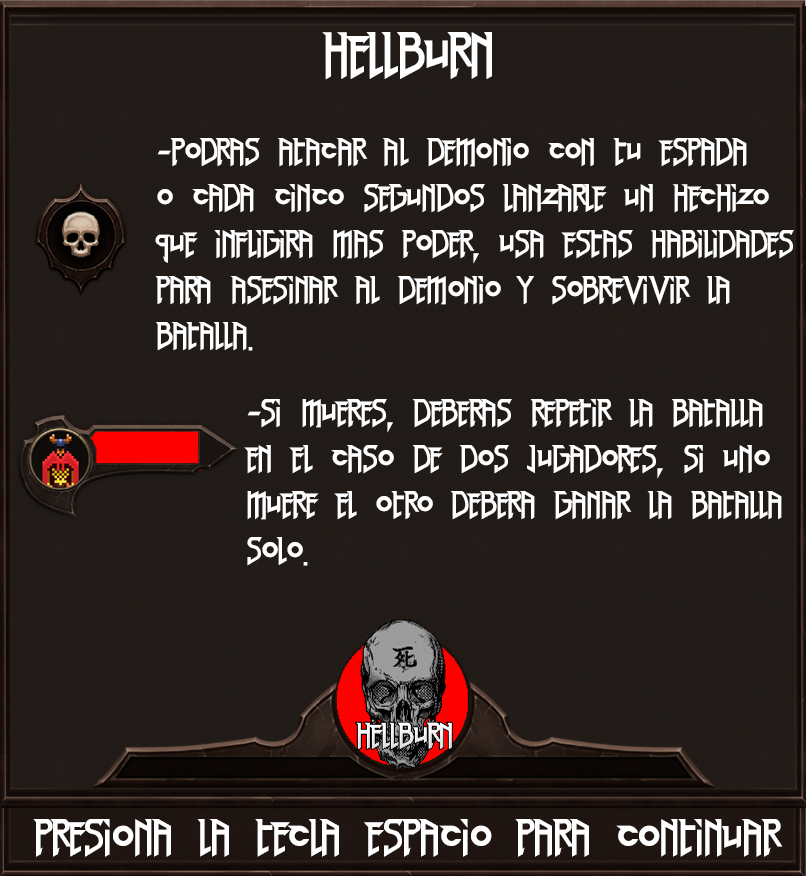 HELLBURN
-PODRAS ATACAR AL DEMONIO CON TU ESPADA
O CADA CINCO SEGUNDOS LANZARLE UN HECHIZO
QUE INFLIGIRA MAS PODER, USA ESTAS HABILIDADES
PARA ASESINAR AL DEMONIO Y SOBREVIVIR LA
BATALLA.
-SI MUERES, DEBERAS REPETIR LA BATALLA
EN EL CASO DE DOS JUGADORES, SI UNO
MUERE EL OTRO DEBERA GANAR LA BATALLA
SOLO.
死
HELLBURN
PRESIONA LA TECLA ESPACIO PARA CONTINUAR